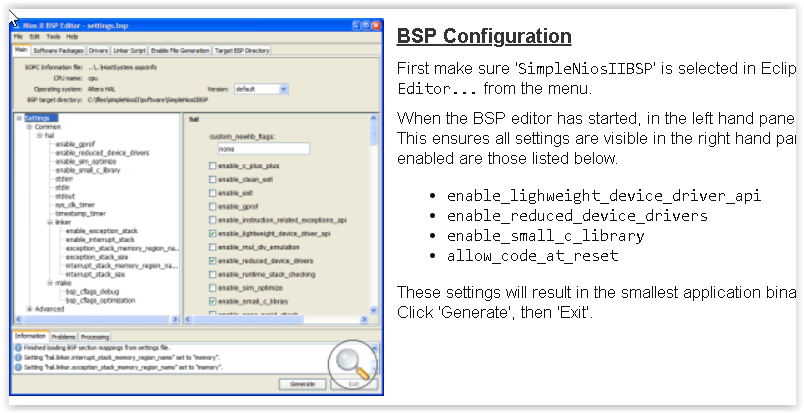 Nios II BSP Editor - settings.bsp
File Edit Tools Help
Main Software Packages Drivers Linker Script Enable File Generation Target BSP Directory
SOPC Information file: ..\..\HostSystem.sopcinfo
CPU name: cpu
Operating system: Altera HAL Version: default
BSP target directory: C:\files\simpleNiosII\software\SimpleNiosIIBSP
Settings
Common
hal
enable_gprof
enable_reduced_device_drivers
enable_sim_optimize
enable_small_c_library
stderr
stdin
stdout
sys_clk_timer
timestamp_timer
linker
enable_exception_stack
enable_interrupt_stack
exception_stack_memory_region_na...
exception_stack_size
interrupt_stack_memory_region_na...
interrupt_stack_size
make
bsp_cflags_debug
bsp_cflags_optimization
Advanced
hal
custom_newlib_flags:
none
enable_c_plus_plus
enable_clean_exit
enable_exit
enable_gprof
enable_instruction_related_exceptions_api
enable_lightweight_device_driver_api
enable_mul_div_emulation
enable_reduced_device_drivers
enable_runtime_stack_checking
enable_sim_optimize
enable_small_c_library
Information Problems Processing
Finished loading BSP section mappings from settings file.
Setting "hal.linker.interrupt_stack_memory_region_name" set to "memory".
Setting "hal.linker.exception_stack_memory_region_name" set to "memory".
Generate Exit
BSP Configuration
First make sure 'SimpleNiosIIBSP' is selected in Eclip
Editor... from the menu.
When the BSP editor has started, in the left hand pane
This ensures all settings are visible in the right hand pa
enabled are those listed below.
• enable_lighweight_device_driver_api
• enable_reduced_device_drivers
• enable_small_c_library
• allow_code_at_reset
These settings will result in the smallest application bina
Click 'Generate', then 'Exit'.